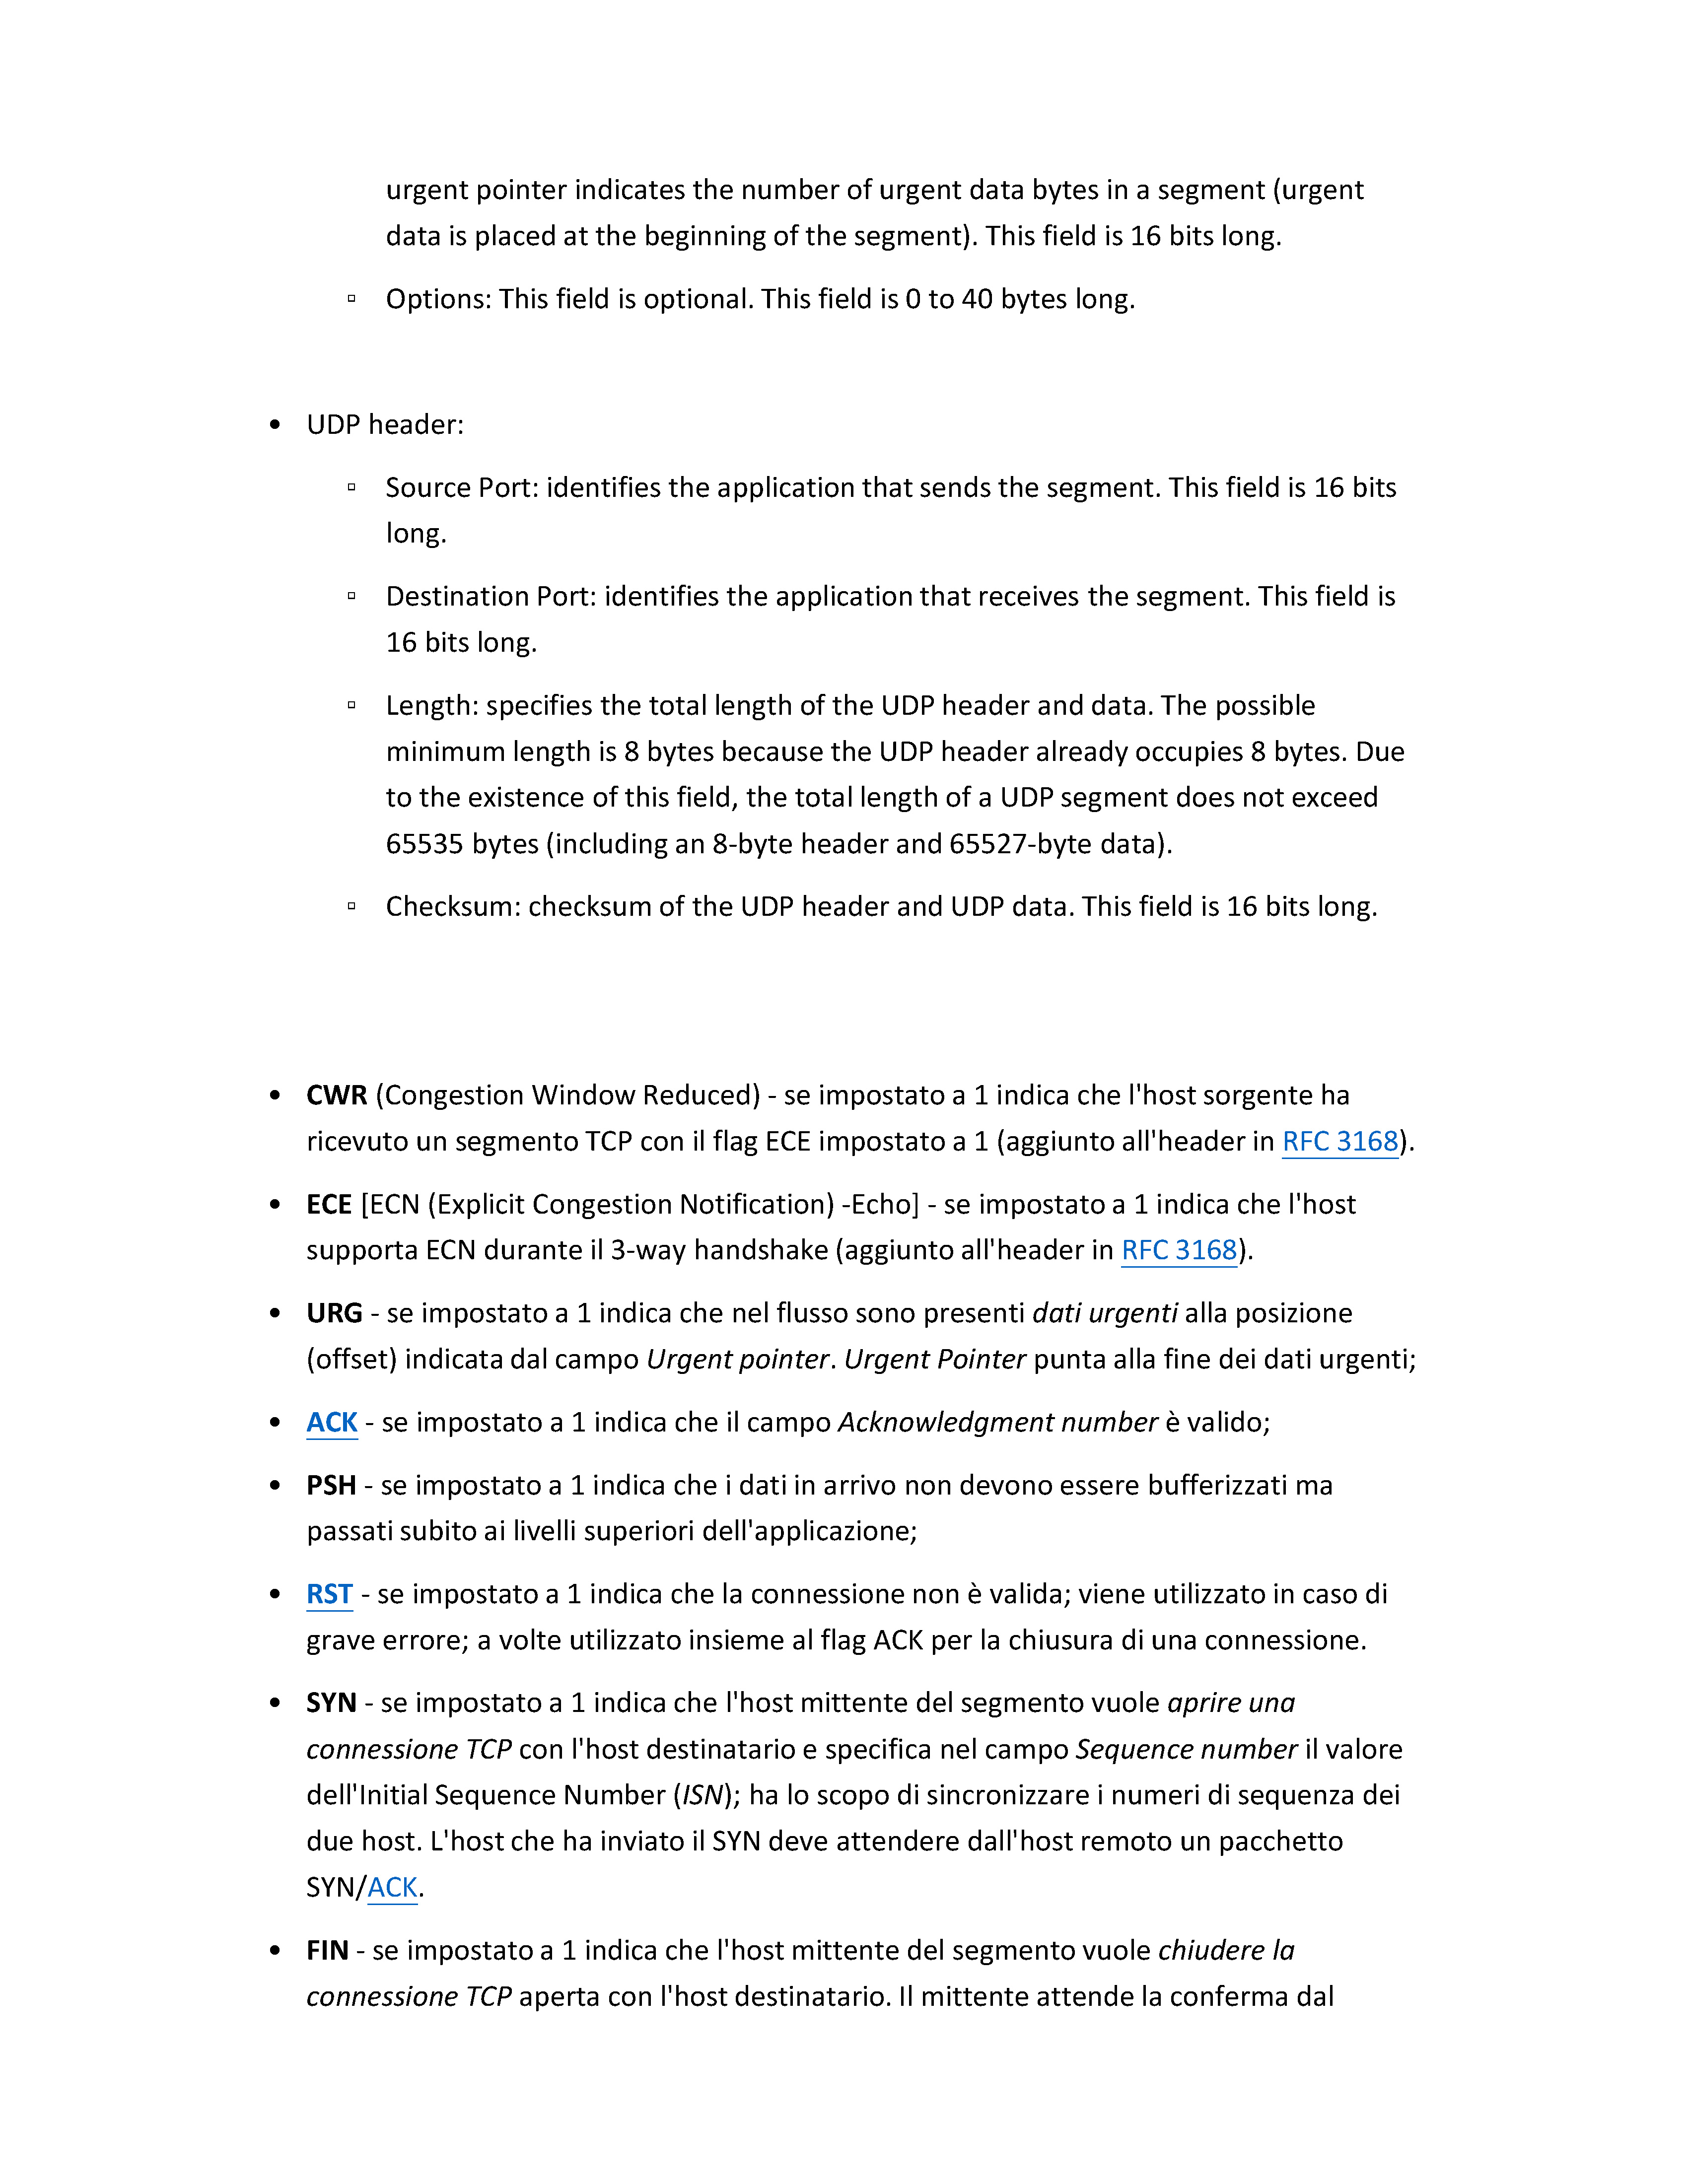 urgent pointer indicates the number of urgent data bytes in a segment (urgent
data is placed at the beginning of the segment). This field is 16 bits long.
▫ Options: This field is optional. This field is 0 to 40 bytes long.
• UDP header:
▫ Source Port: identifies the application that sends the segment. This field is 16 bits
long.
▫ Destination Port: identifies the application that receives the segment. This field is
16 bits long.
▫ Length: specifies the total length of the UDP header and data. The possible
minimum length is 8 bytes because the UDP header already occupies 8 bytes. Due
to the existence of this field, the total length of a UDP segment does not exceed
65535 bytes (including an 8-byte header and 65527-byte data).
▫ Checksum: checksum of the UDP header and UDP data. This field is 16 bits long.
• CWR (Congestion Window Reduced) - se impostato a 1 indica che l'host sorgente ha
ricevuto un segmento TCP con il flag ECE impostato a 1 (aggiunto all'header in RFC 3168).
• ECE [ECN (Explicit Congestion Notification) -Echo] - se impostato a 1 indica che l'host
supporta ECN durante il 3-way handshake (aggiunto all'header in RFC 3168).
• URG - se impostato a 1 indica che nel flusso sono presenti dati urgenti alla posizione
(offset) indicata dal campo Urgent pointer. Urgent Pointer punta alla fine dei dati urgenti;
• ACK - se impostato a 1 indica che il campo Acknowledgment number è valido;
• PSH - se impostato a 1 indica che i dati in arrivo non devono essere bufferizzati ma
passati subito ai livelli superiori dell'applicazione;
• RST - se impostato a 1 indica che la connessione non è valida; viene utilizzato in caso di
grave errore; a volte utilizzato insieme al flag ACK per la chiusura di una connessione.
• SYN - se impostato a 1 indica che l'host mittente del segmento vuole aprire una
connessione TCP con l'host destinatario e specifica nel campo Sequence number il valore
dell'Initial Sequence Number (ISN); ha lo scopo di sincronizzare i numeri di sequenza dei
due host. L'host che ha inviato il SYN deve attendere dall'host remoto un pacchetto
SYN/ACK.
• FIN - se impostato a 1 indica che l'host mittente del segmento vuole chiudere la
connessione TCP aperta con l'host destinatario. Il mittente attende la conferma dal